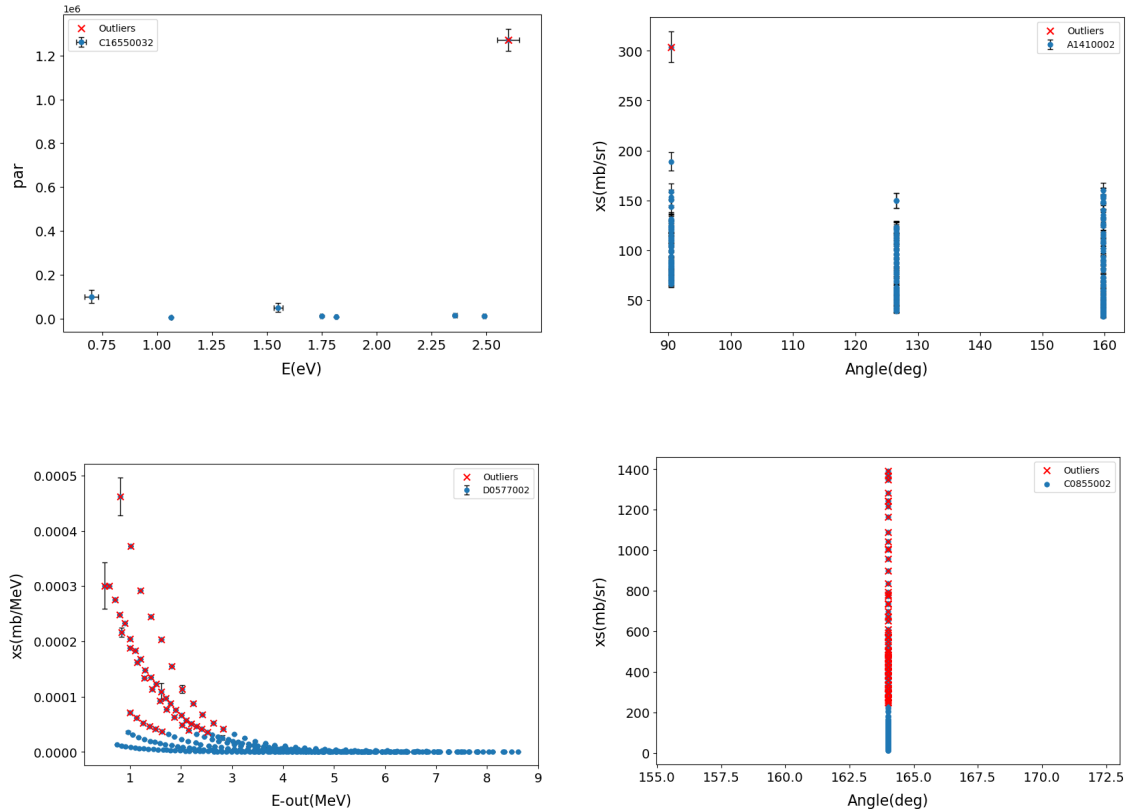 1e6
Outliers
C16550032
1.2
1.0
0.8
0.6
0.4
0.2
0.0
par
0.75 1.00 1.25 1.50 1.75 2.00 2.25 2.50
E(eV)
Outliers
A1410002
300
250
200
150
100
50
xs(mb/sr)
90 100 110 120 130 140 150 160
Angle(deg)
Outliers
D0577002
0.0005
0.0004
0.0003
0.0002
0.0001
0.0000
xs(mb/MeV)
1 2 3 4 5 6 7 8 9
E-out(MeV)
Outliers
C0855002
1400
1200
1000
800
600
400
200
0
xs(mb/sr)
155.0 157.5 160.0 162.5 165.0 167.5 170.0 172.5
Angle(deg)